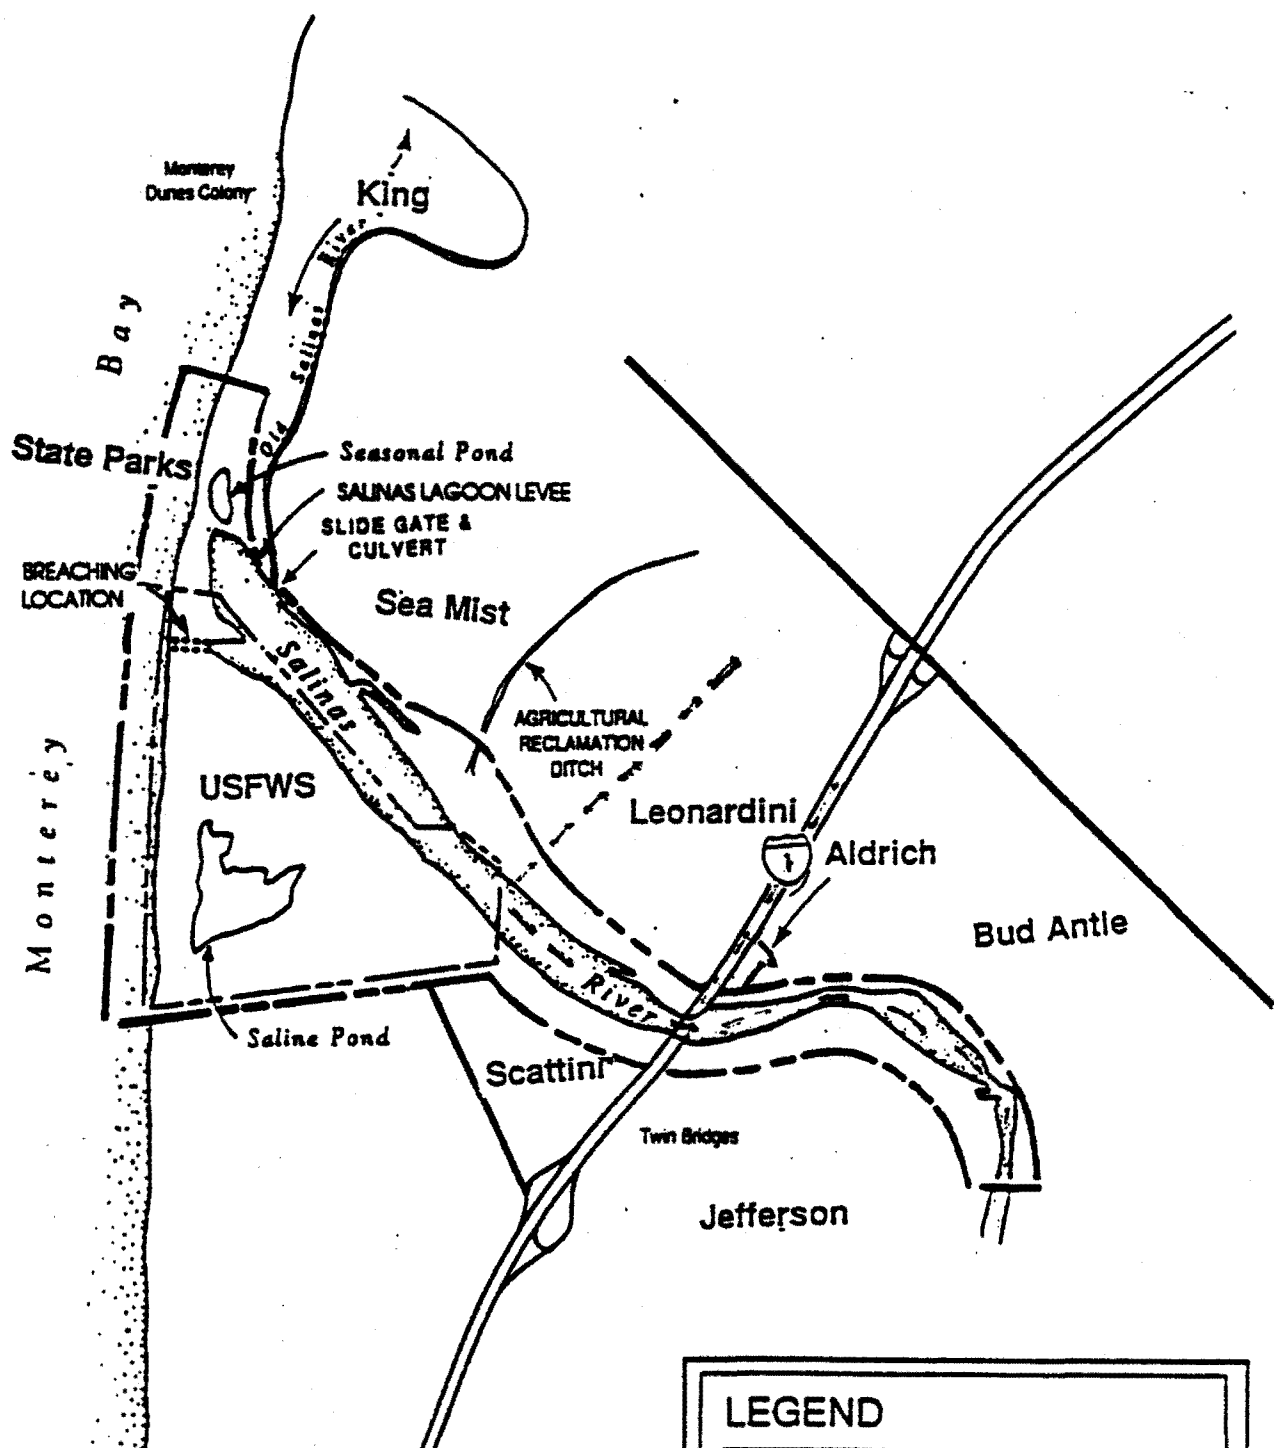 Monterey
Dunes Colony
King
Old Salinas River
Monterey Bay
State Parks
Seasonal Pond
SALINAS LAGOON LEVEE
SLIDE GATE &
CULVERT
BREACHING
LOCATION
Sea Mist
Salinas River
AGRICULTURAL
RECLAMATION
DITCH
USFWS
Leonardini
1
Aldrich
Bud Antle
Saline Pond
Scattini
Twin Bridges
Jefferson
LEGEND